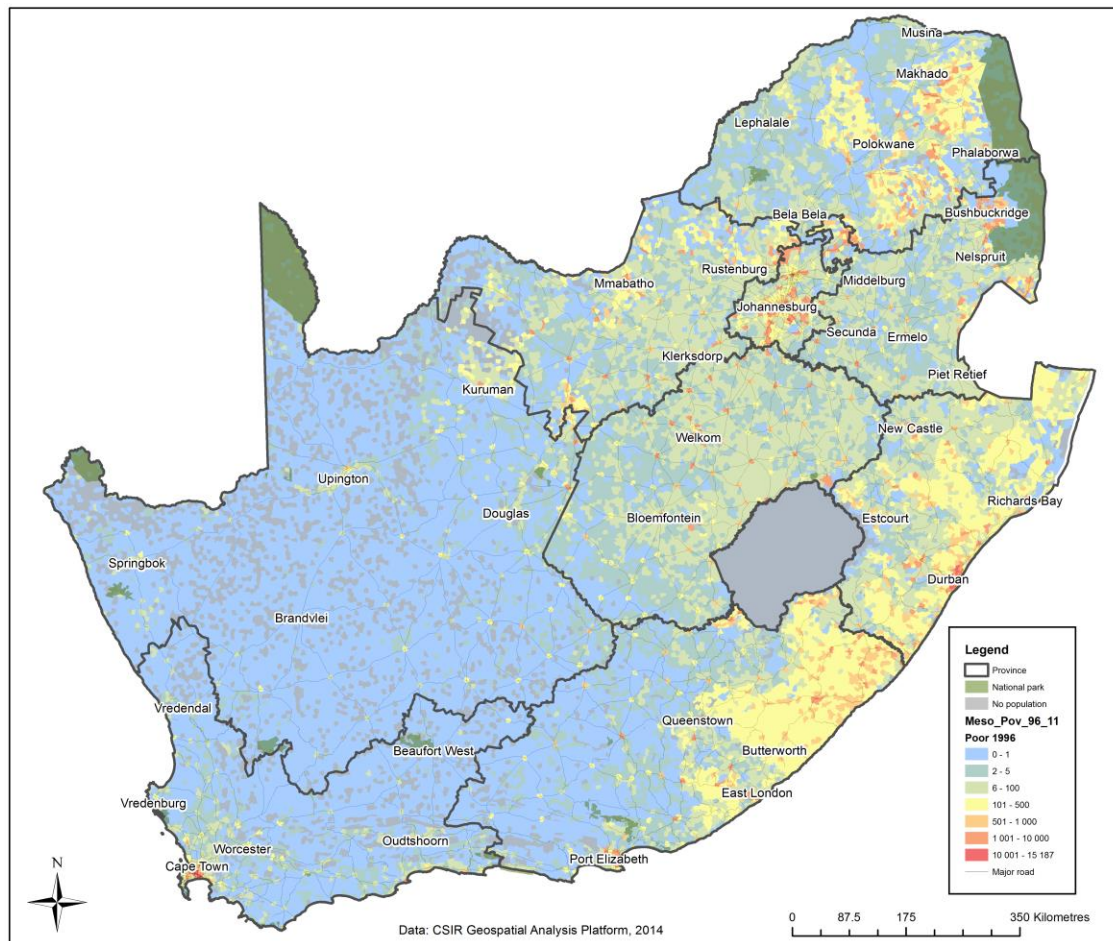 Musina
Makhado
Lephalale
Polokwane
Phalaborwa
Bela Bela
Bushbuckridge
Nelspruit
Rustenburg
Middelburg
Mmabatho
Johannesburg
Secunda
Ermelo
Klerksdorp
Piet Retief
Kuruman
New Castle
Welkom
Upington
Richards Bay
Douglas
Bloemfontein
Estcourt
Springbok
Durban
Brandvlei
Vredendal
Queenstown
Beaufort West
Butterworth
East London
Vredenburg
Oudtshoorn
Worcester
Port Elizabeth
Cape Town
Legend
Province
National park
No population
Meso_Pov_96_11
Poor 1996
0 - 1
2 - 5
6 - 100
101 - 500
501 - 1 000
1 001 - 10 000
10 001 - 15 187
Major road
N
Data: CSIR Geospatial Analysis Platform, 2014
0 87.5 175 350 Kilometres